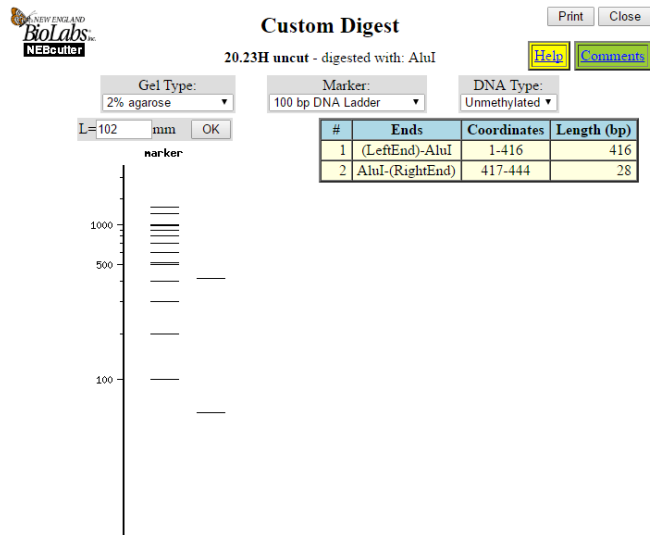 NEW ENGLAND
BioLabs Inc.
NEBcutter
Custom Digest
Print Close
20.23H uncut - digested with: AluI
Help Comments
Gel Type: Marker: DNA Type:
2% agarose 100 bp DNA Ladder Unmethylated
L= 102 mm OK
# Ends Coordinates Length (bp)
1 (LeftEnd)-AluI 1-416 416
2 AluI-(RightEnd) 417-444 28
marker
1000
500
100